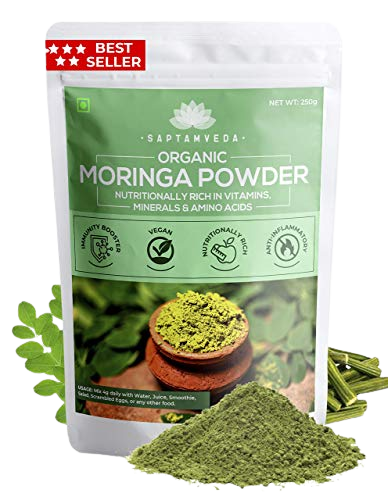 BEST
SELLER
NET WT: 250g
• SAPTAMVEDA •
ORGANIC
MORINGA POWDER
NUTRITIONALLY RICH IN VITAMINS,
MINERALS & AMINO ACIDS
IMMUNITY BOOSTER
VEGAN
NUTRITIONALLY RICH
ANTI-INFLAMMATORY
USAGE: Mix 4g daily with Water, Juice, Smoothie,
Salad, Scrambled Eggs, or any other food.